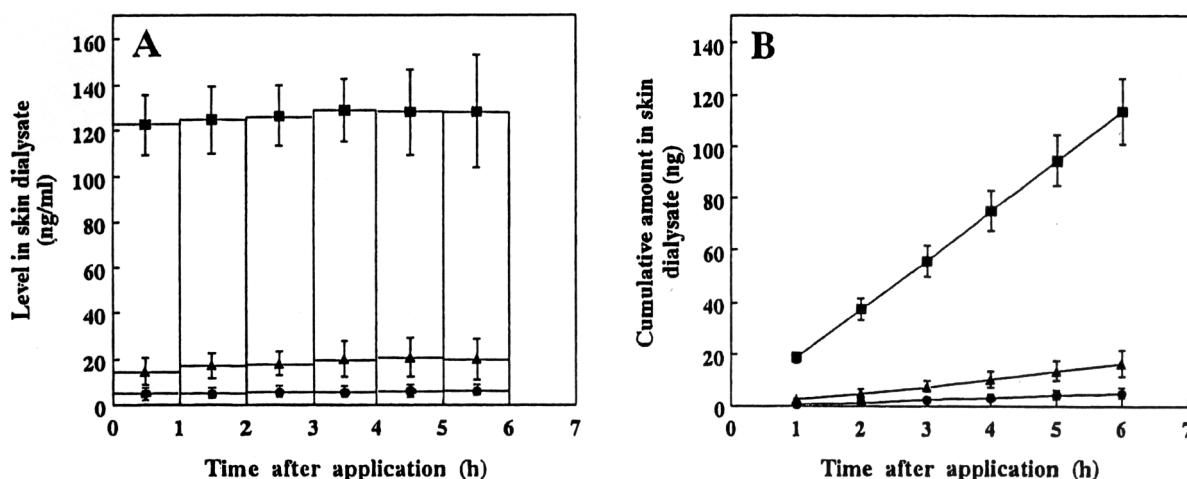 A
Level in skin dialysate
(ng/ml)
160
140
120
100
80
60
40
20
0
0 1 2 3 4 5 6 7
Time after application (h)
B
Cumulative amount in skin
dialysate (ng)
140
120
100
80
60
40
20
0
0 1 2 3 4 5 6 7
Time after application (h)